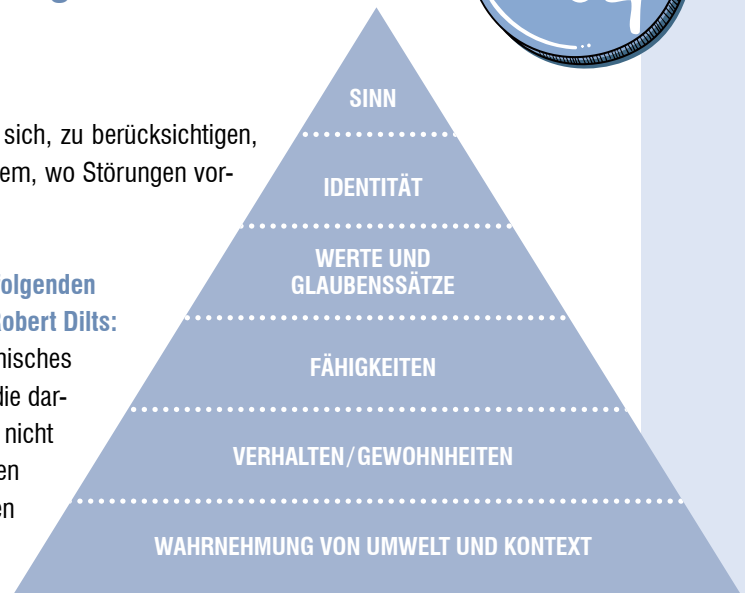 SINN
sich, zu berücksichtigen,
em, wo Störungen vor-
IDENTITÄT
WERTE UND
GLAUBENSSÄTZE
olgenden
obert Dilts:
nisches
die dar-
nicht
en
en
FÄHIGKEITEN
VERHALTEN/GEWOHNHEITEN
WAHRNEHMUNG VON UMWELT UND KONTEXT